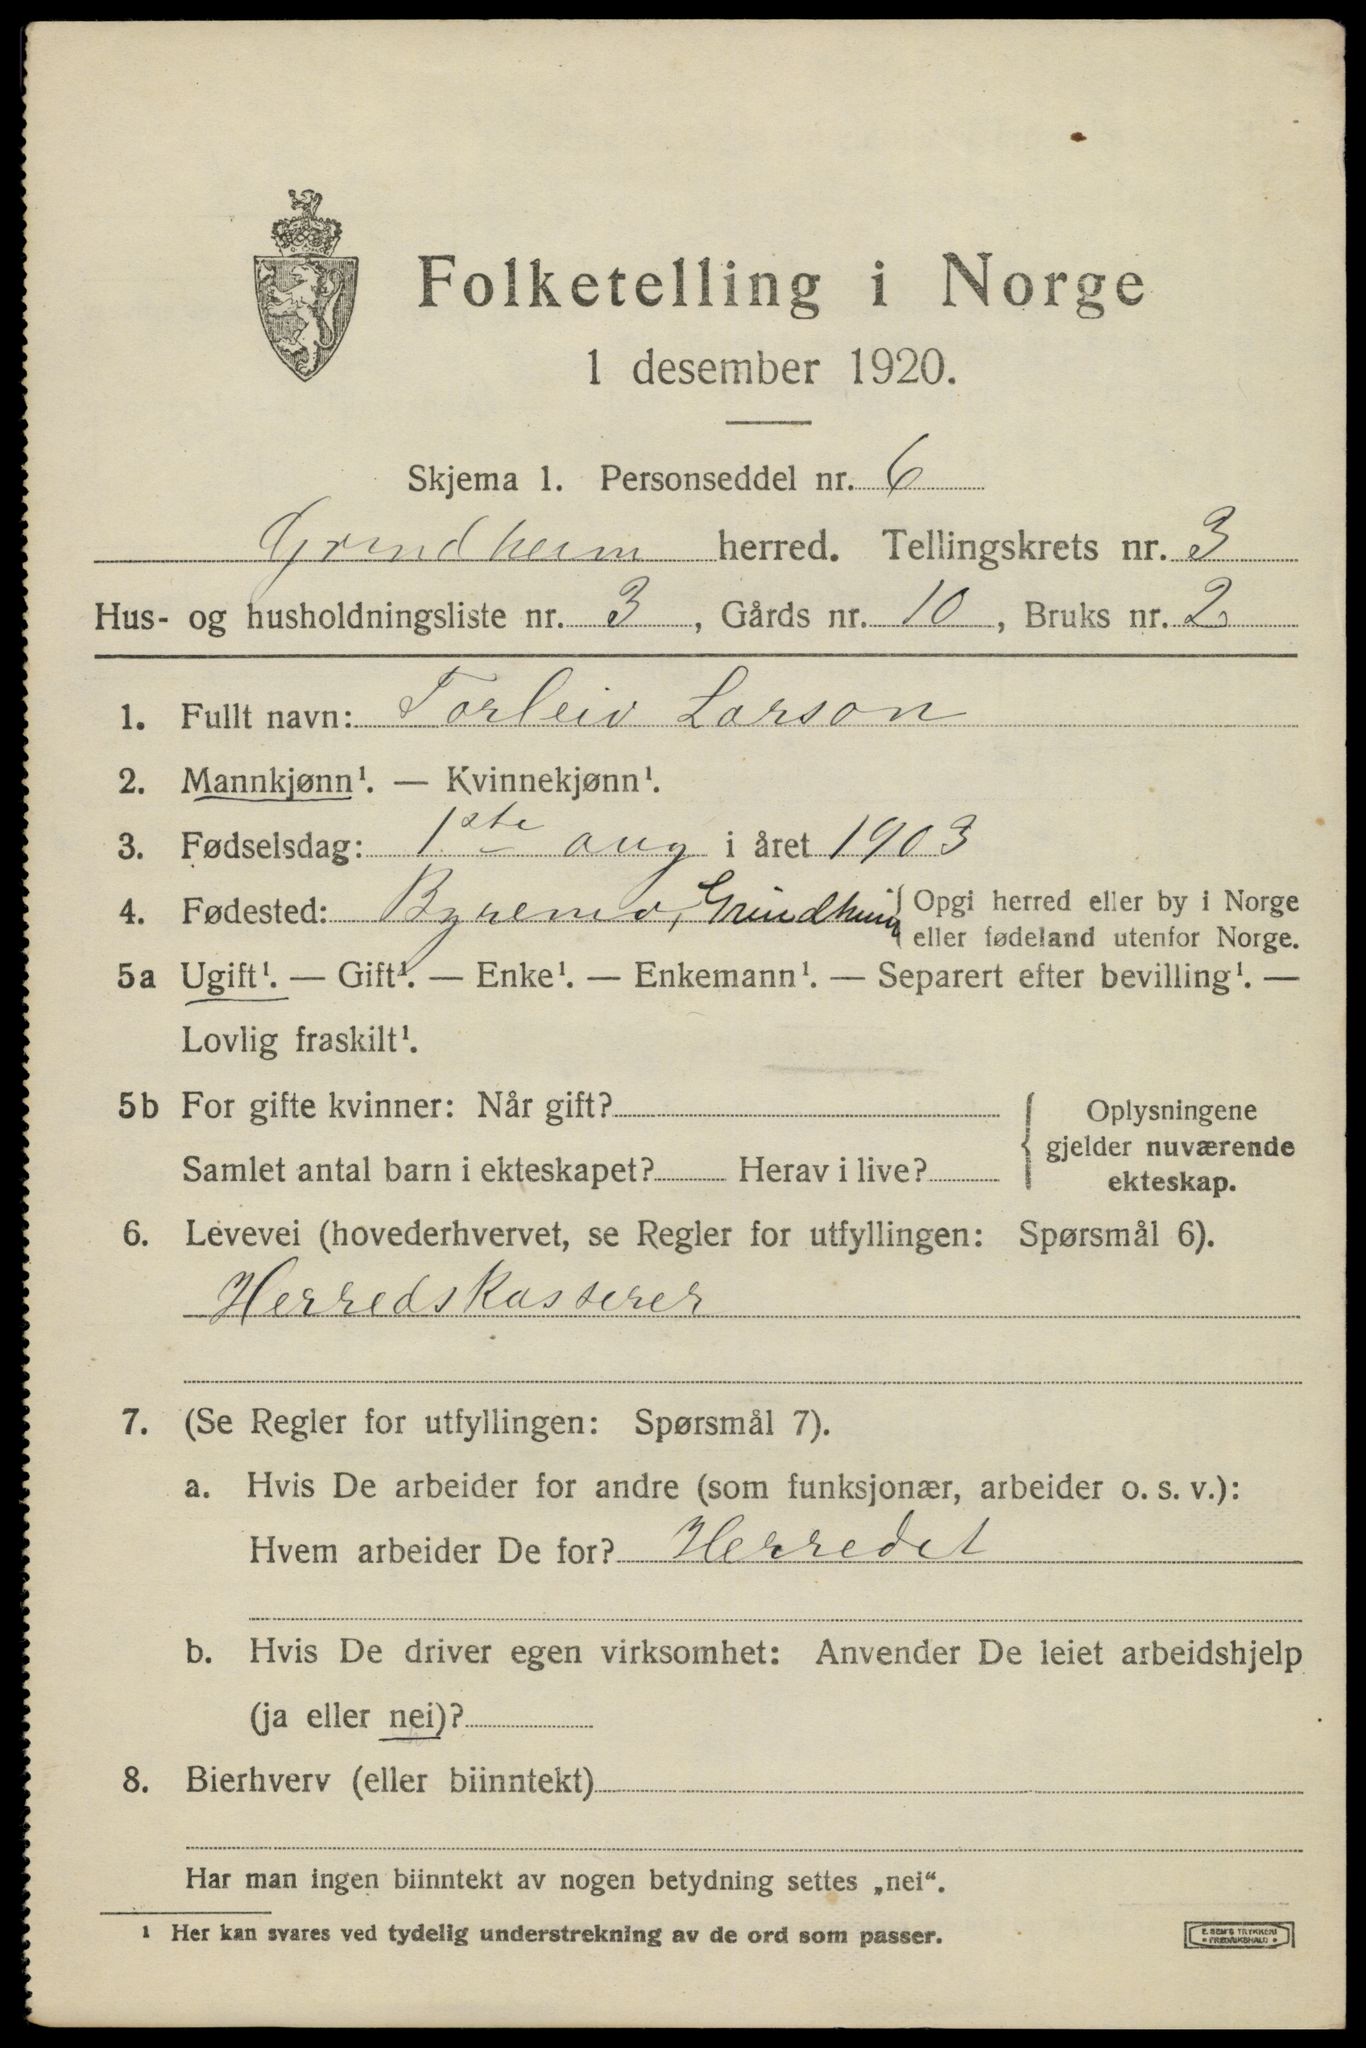 Folketelling i Norge
1 desember 1920.
Skjema 1. Personseddel nr. 6
Grindheim herred. Tellingskrets nr. 3
Hus- og husholdningsliste nr. 3, Gårds nr. 10, Bruks nr. 2
1. Fullt navn: Torleiv Larson
2. Mannkjønn¹. — Kvinnekjønn¹.
3. Fødselsdag: 1ste aug i året 1903
4. Fødested: Byremo, Grindheim { Opgi herred eller by i Norge
eller fødeland utenfor Norge.
5a Ugift¹. — Gift¹. — Enke¹. — Enkemann¹. — Separert efter bevilling¹. —
Lovlig fraskilt¹.
5b For gifte kvinner: Når gift?
Samlet antal barn i ekteskapet? Herav i live?
{ Oplysningene
gjelder nuværende
ekteskap.
6. Levevei (hovederhvervet, se Regler for utfyllingen: Spørsmål 6).
Herredskasserer
7. (Se Regler for utfyllingen: Spørsmål 7).
a. Hvis De arbeider for andre (som funksjonær, arbeider o. s. v.):
Hvem arbeider De for? Herredet
b. Hvis De driver egen virksomhet: Anvender De leiet arbeidshjelp
(ja eller nei)?
8. Bierhverv (eller biinntekt)
Har man ingen biinntekt av nogen betydning settes „nei“.
¹ Her kan svares ved tydelig understrekning av de ord som passer.
E. SEM'S TRYKKERI
• FREDRIKSHALD •